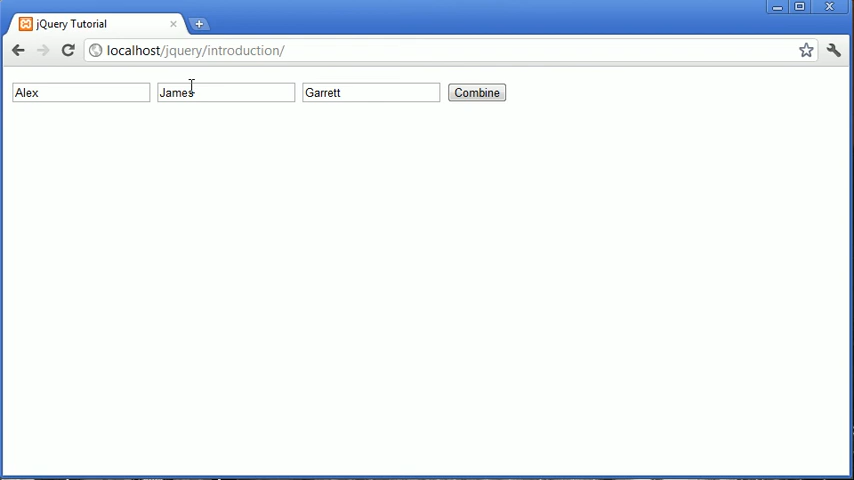 jQuery Tutorial
localhost/jquery/introduction/
Alex James Garrett Combine